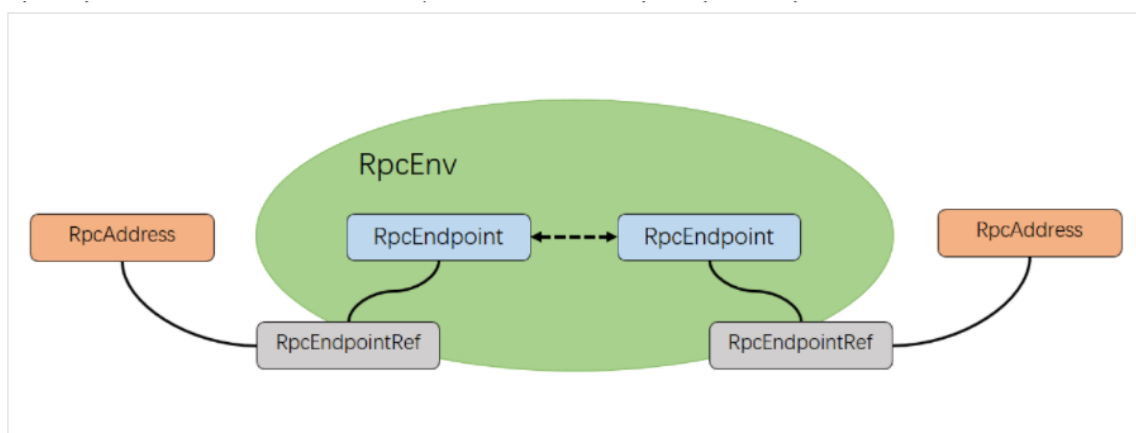 RpcEnv
RpcAddress
RpcEndpoint
RpcEndpoint
RpcAddress
RpcEndpointRef
RpcEndpointRef